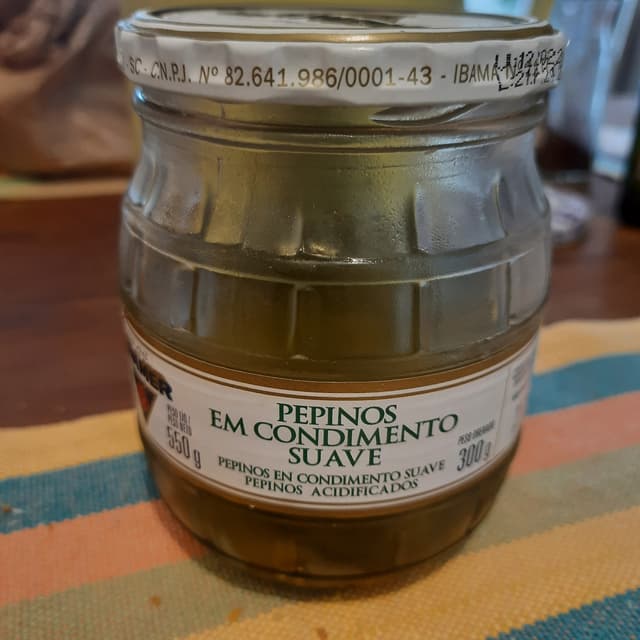 SC-C.N.P.J. Nº 82.641.986/0001-43 - IBAMA
PEPINOS
EM CONDIMENTO
SUAVE
PEPINOS EN CONDIMENTO SUAVE
PEPINOS ACIDIFICADOS
550 g
300 g